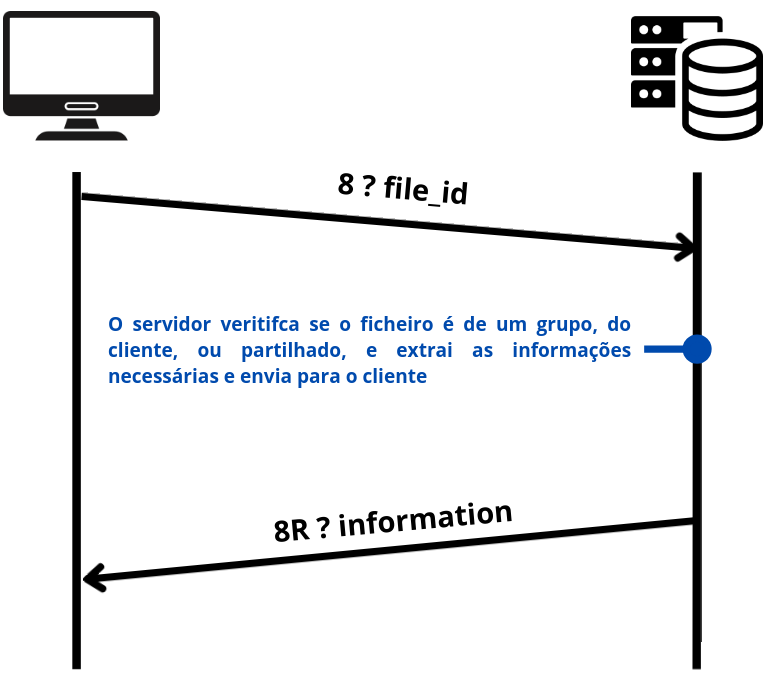 8 ? file_id
O servidor veritifca se o ficheiro é de um grupo, do
cliente, ou partilhado, e extrai as informações
necessárias e envia para o cliente
8R ? information